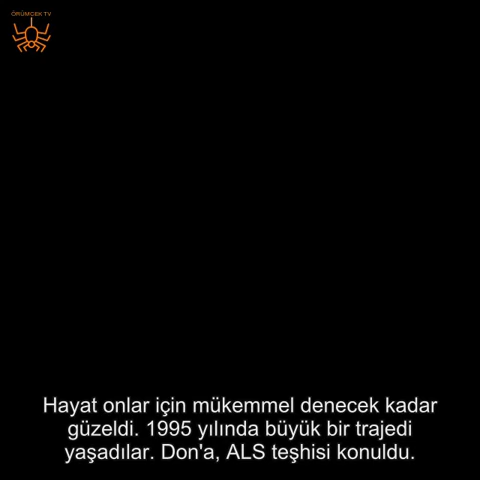 ÖRÜMCEK TV
Hayat onlar için mükemmel denecek kadar
güzeldi. 1995 yılında büyük bir trajedi
yaşadılar. Don'a, ALS teşhisi konuldu.